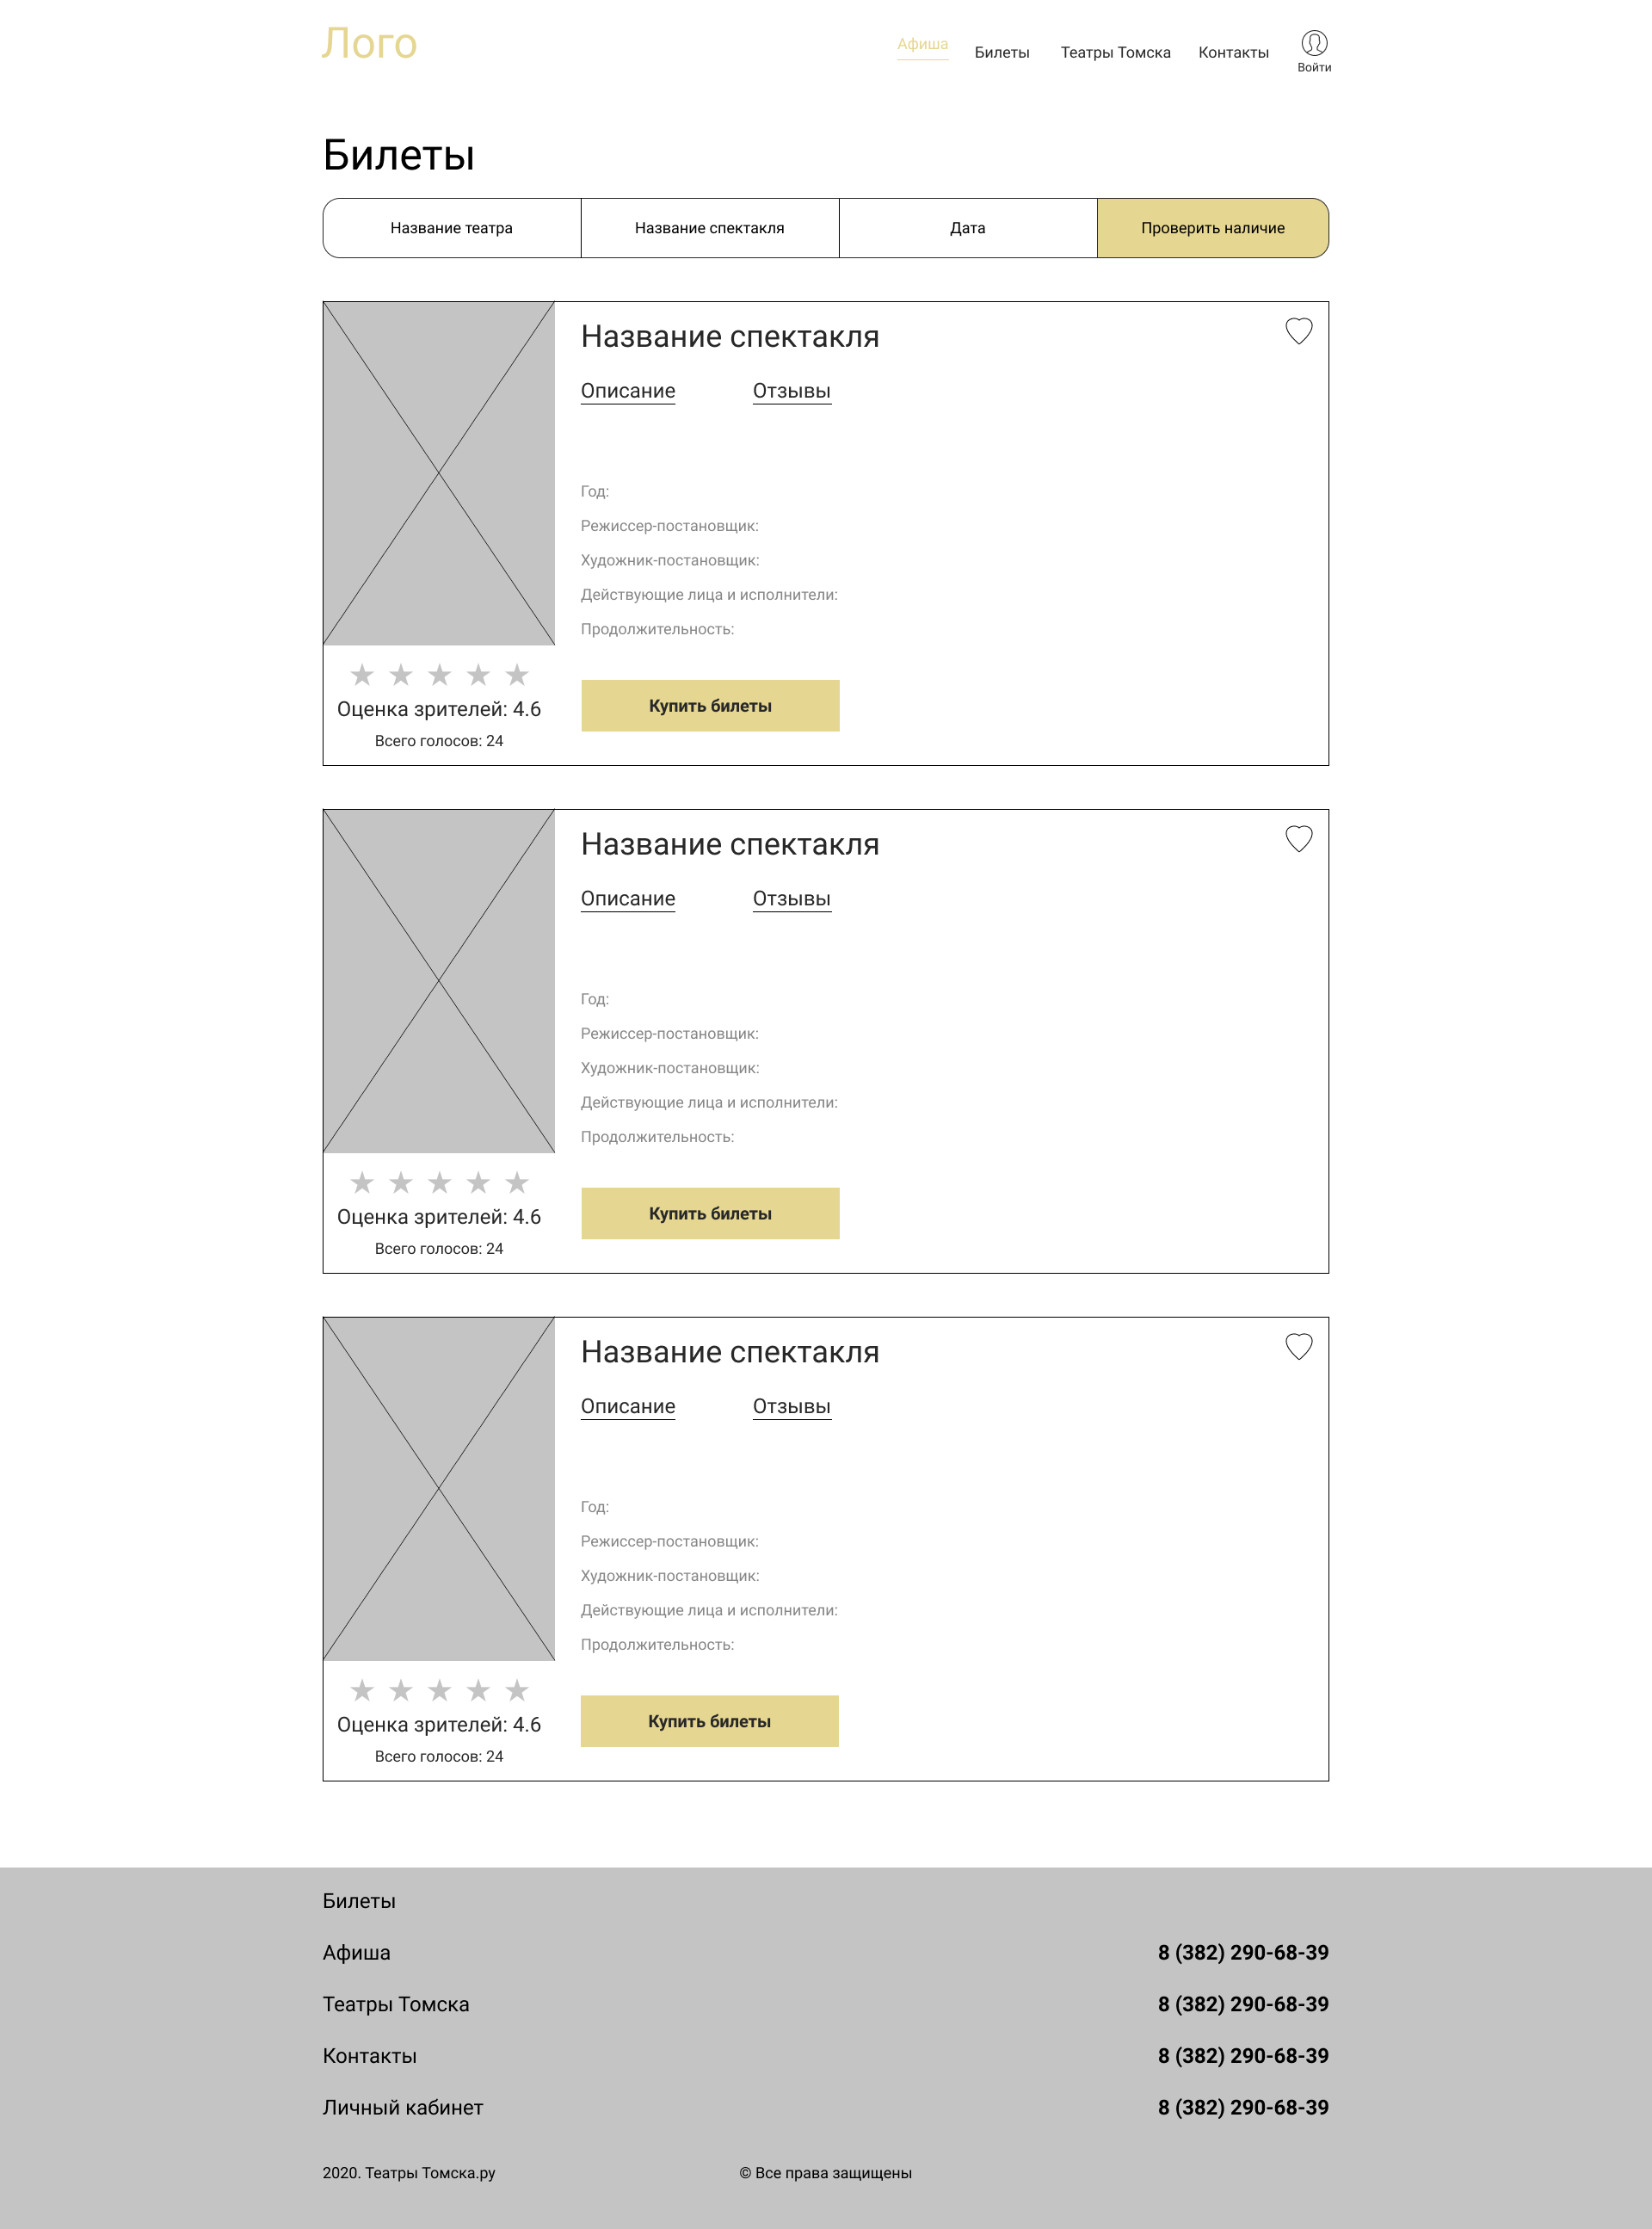 Лого
Афиша
Билеты
Театры Томска
Контакты
Войти
Билеты
Название театра
Название спектакля
Дата
Проверить наличие
Название спектакля
Описание
Отзывы
Год:
Режиссер-постановщик:
Художник-постановщик:
Действующие лица и исполнители:
Продолжительность:
Оценка зрителей: 4.6
Всего голосов: 24
Купить билеты
Название спектакля
Описание
Отзывы
Год:
Режиссер-постановщик:
Художник-постановщик:
Действующие лица и исполнители:
Продолжительность:
Оценка зрителей: 4.6
Всего голосов: 24
Купить билеты
Название спектакля
Описание
Отзывы
Год:
Режиссер-постановщик:
Художник-постановщик:
Действующие лица и исполнители:
Продолжительность:
Оценка зрителей: 4.6
Всего голосов: 24
Купить билеты
Билеты
Афиша
8 (382) 290-68-39
Театры Томска
8 (382) 290-68-39
Контакты
8 (382) 290-68-39
Личный кабинет
8 (382) 290-68-39
2020. Театры Томска.ру
© Все права защищены